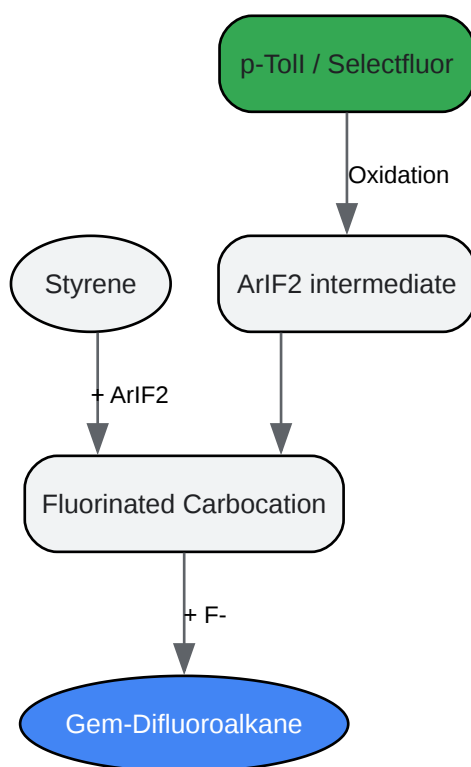 p-TolI / Selectfluor
Oxidation
Styrene
ArIF2 intermediate
+ ArIF2
Fluorinated Carbocation
+ F-
Gem-Difluoroalkane